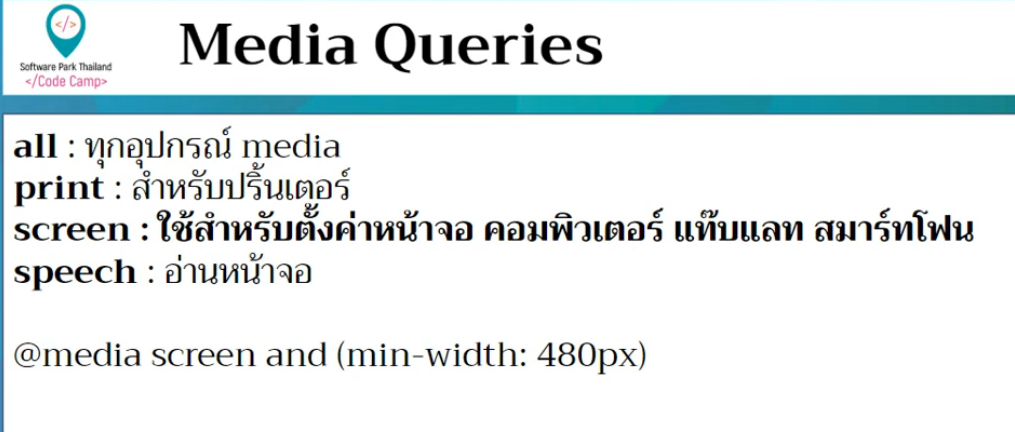 </>
Software Park Thailand
</Code Camp>
Media Queries
all : ทุกอุปกรณ์ media
print : สำหรับปริ้นเตอร์
screen : ใช้สำหรับตั้งค่าหน้าจอ คอมพิวเตอร์ แท๊บแลท สมาร์ทโฟน
speech : อ่านหน้าจอ
@media screen and (min-width: 480px)